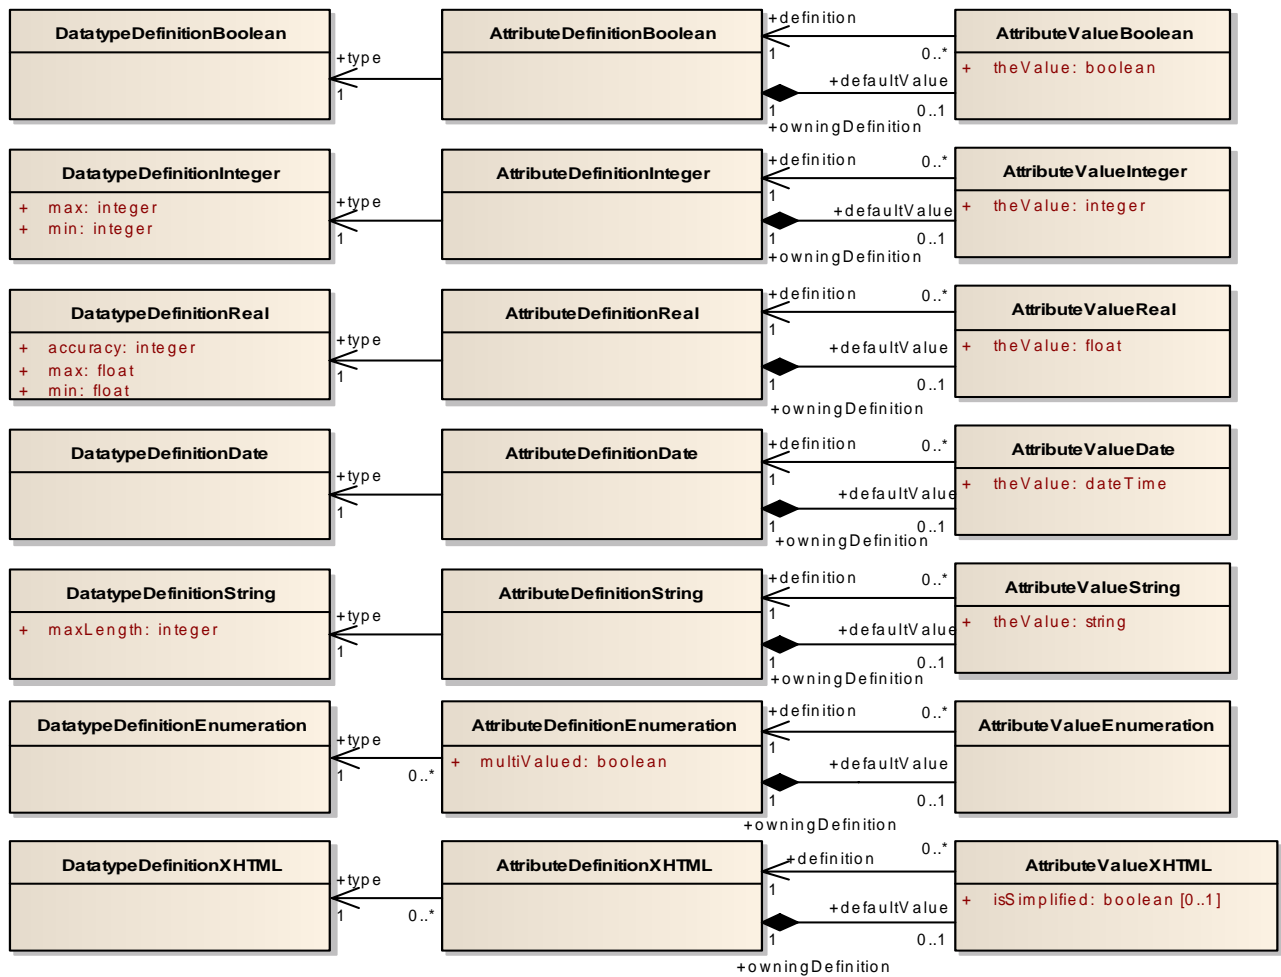 DatatypeDefinitionBoolean
+type
1
AttributeDefinitionBoolean
+definition
1
0..*
+defaultValue
1
0..1
+owningDefinition
AttributeValueBoolean
+ theValue: boolean
DatatypeDefinitionInteger
+ max: integer
+ min: integer
+type
1
AttributeDefinitionInteger
+definition
0..*
1
+defaultValue
1
0..1
+owningDefinition
AttributeValueInteger
+ theValue: integer
DatatypeDefinitionReal
+ accuracy: integer
+ max: float
+ min: float
+type
1
AttributeDefinitionReal
+definition
0..*
1
+defaultValue
1
0..1
+owningDefinition
AttributeValueReal
+ theValue: float
DatatypeDefinitionDate
+type
1
AttributeDefinitionDate
+definition
0..*
1
+defaultValue
1
0..1
+owningDefinition
AttributeValueDate
+ theValue: dateTime
DatatypeDefinitionString
+ maxLength: integer
+type
1
AttributeDefinitionString
+definition
0..*
1
+defaultValue
1
0..1
+owningDefinition
AttributeValueString
+ theValue: string
DatatypeDefinitionEnumeration
+type
1
0..*
AttributeDefinitionEnumeration
+ multiValued: boolean
+definition
0..*
1
+defaultValue
1
0..1
+owningDefinition
AttributeValueEnumeration
DatatypeDefinitionXHTML
+type
1
0..*
AttributeDefinitionXHTML
+definition
0..*
1
+defaultValue
1
0..1
+owningDefinition
AttributeValueXHTML
+ isSimplified: boolean [0..1]